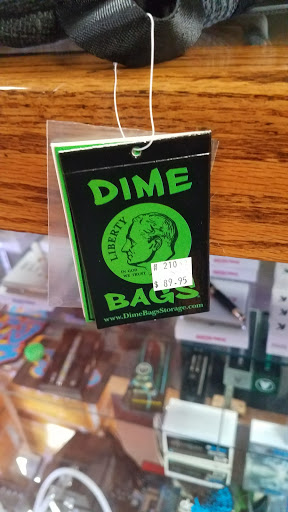 DIME
LIBERTY
IN GOD
WE TRUST
# 210
$ 89.95
BAGS
www.DimeBagsStorage.com